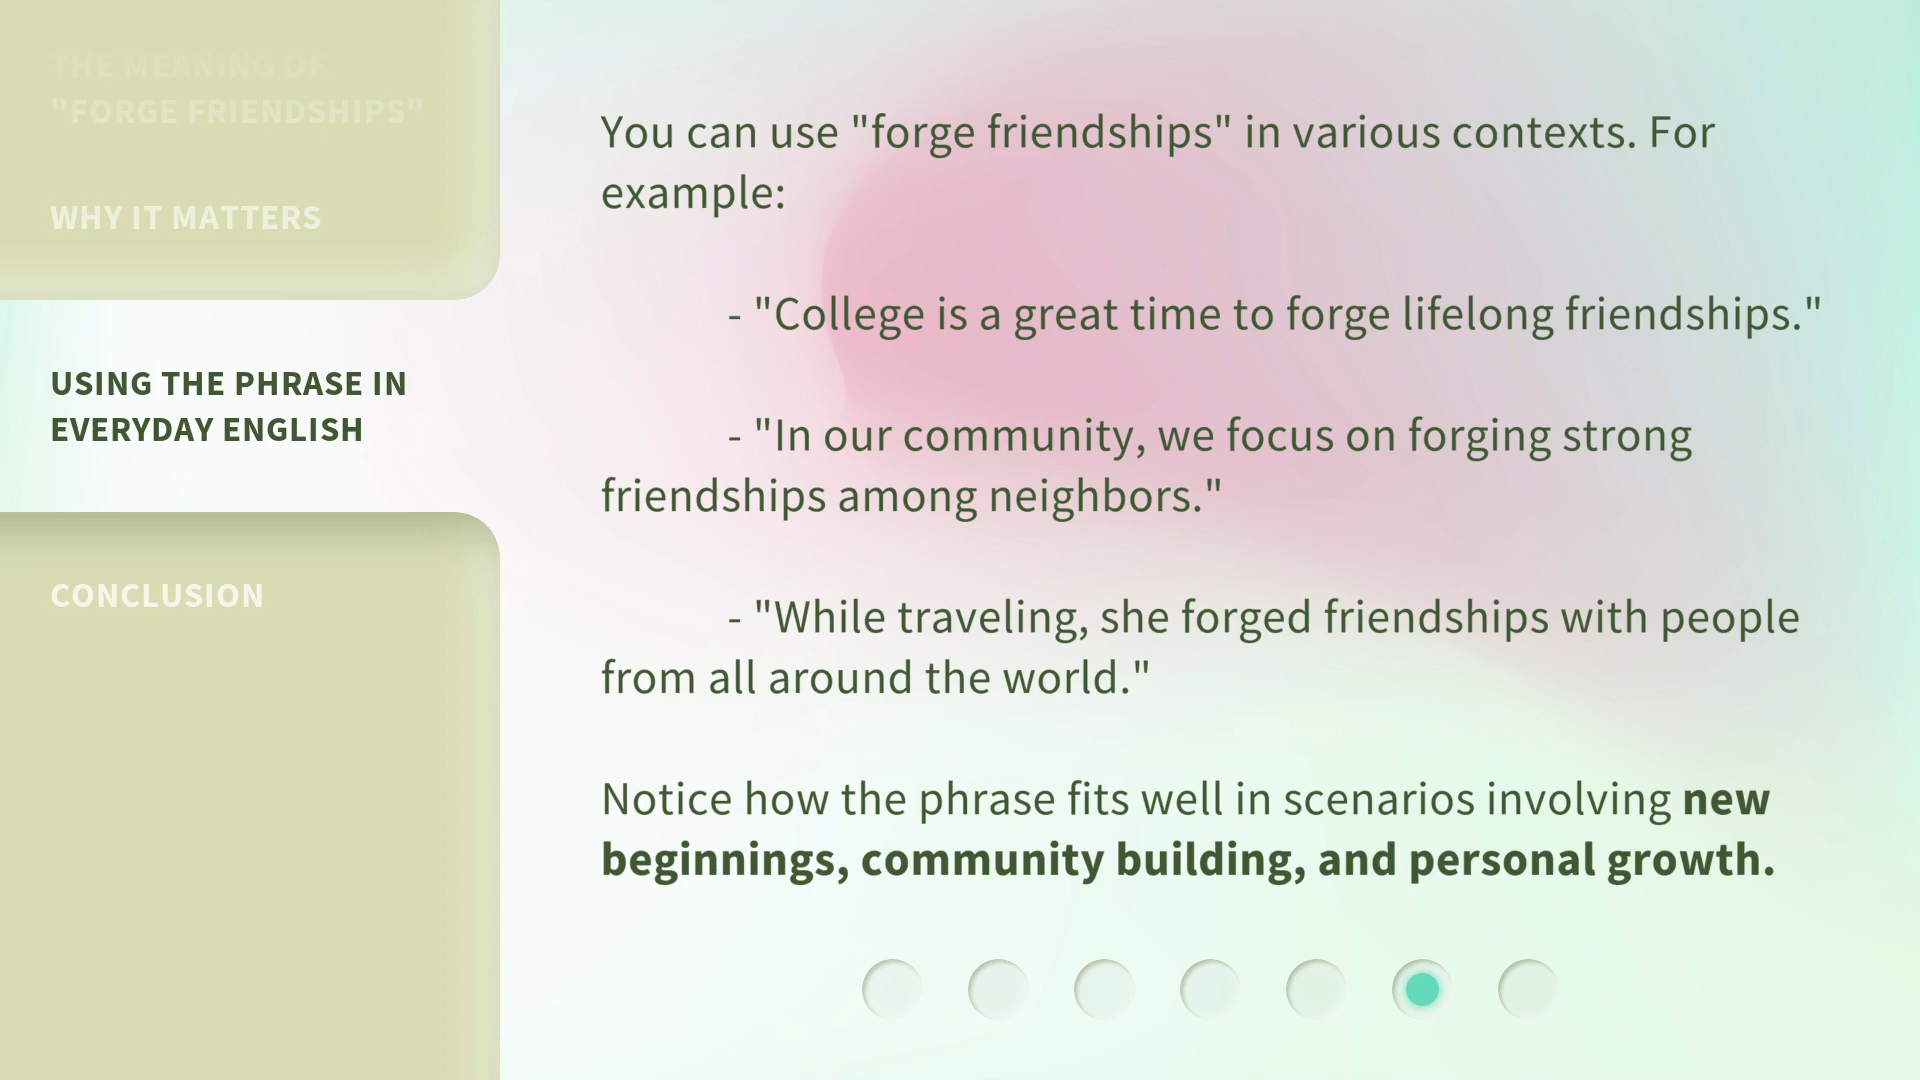 THE MEANING OF
"FORGE FRIENDSHIPS"
WHY IT MATTERS
USING THE PHRASE IN
EVERYDAY ENGLISH
CONCLUSION
You can use "forge friendships" in various contexts. For
example:
- "College is a great time to forge lifelong friendships."
- "In our community, we focus on forging strong
friendships among neighbors."
- "While traveling, she forged friendships with people
from all around the world."
Notice how the phrase fits well in scenarios involving new
beginnings, community building, and personal growth.